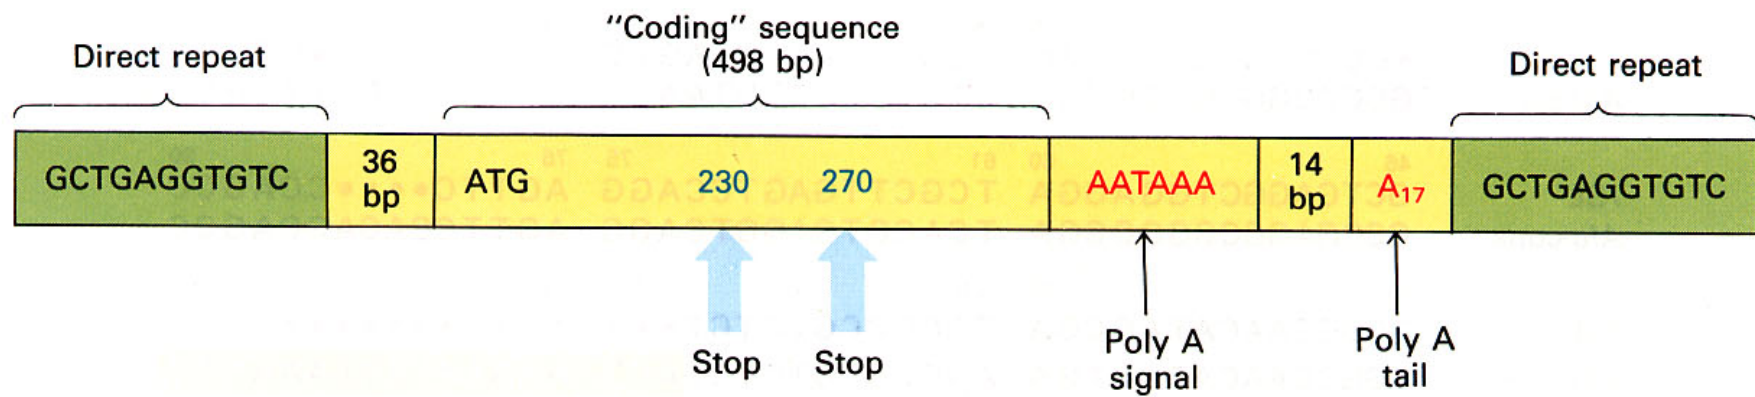 "Coding" sequence
(498 bp)
Direct repeat
Direct repeat
GCTGAGGTGTC
36
bp
ATG
230
270
AATAAA
14
bp
A17
GCTGAGGTGTC
Stop
Stop
Poly A
signal
Poly A
tail